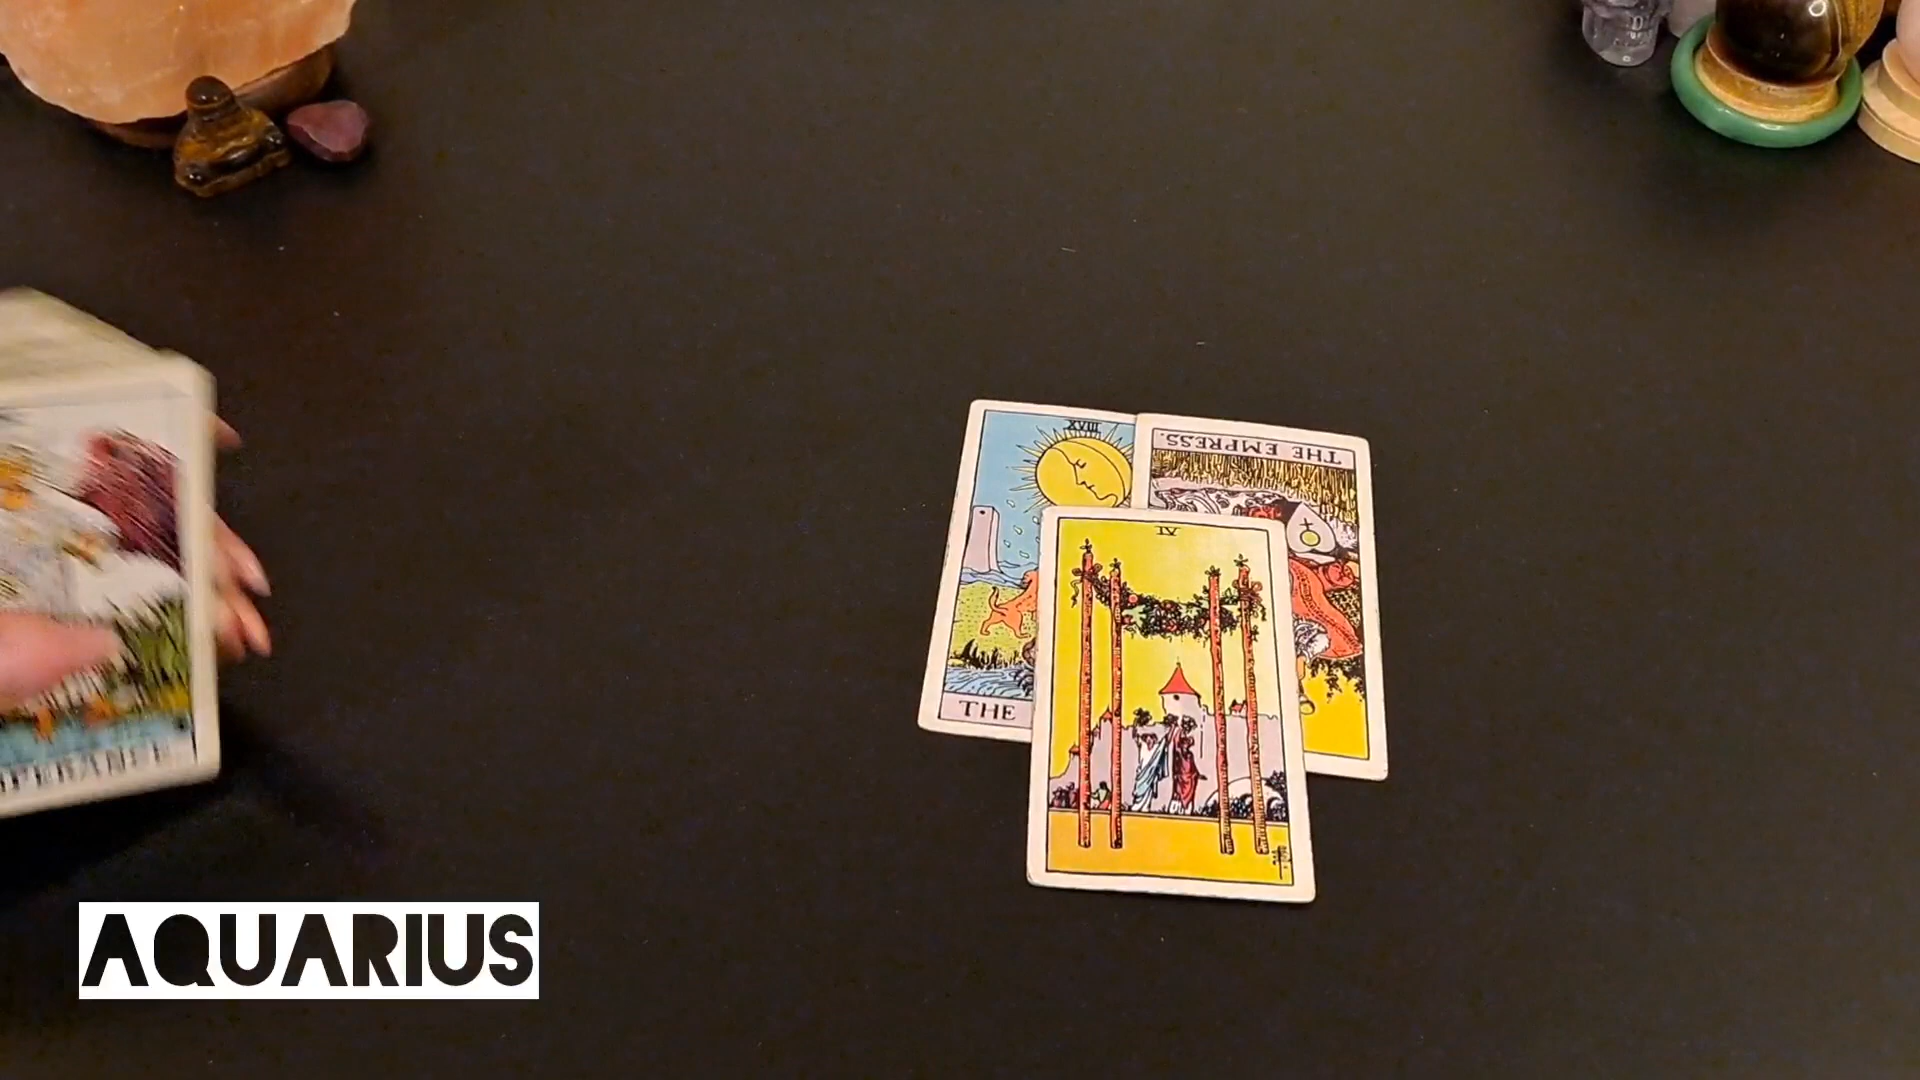 XVIII
THE EMPRESS.
IV
THE
AQUARIUS